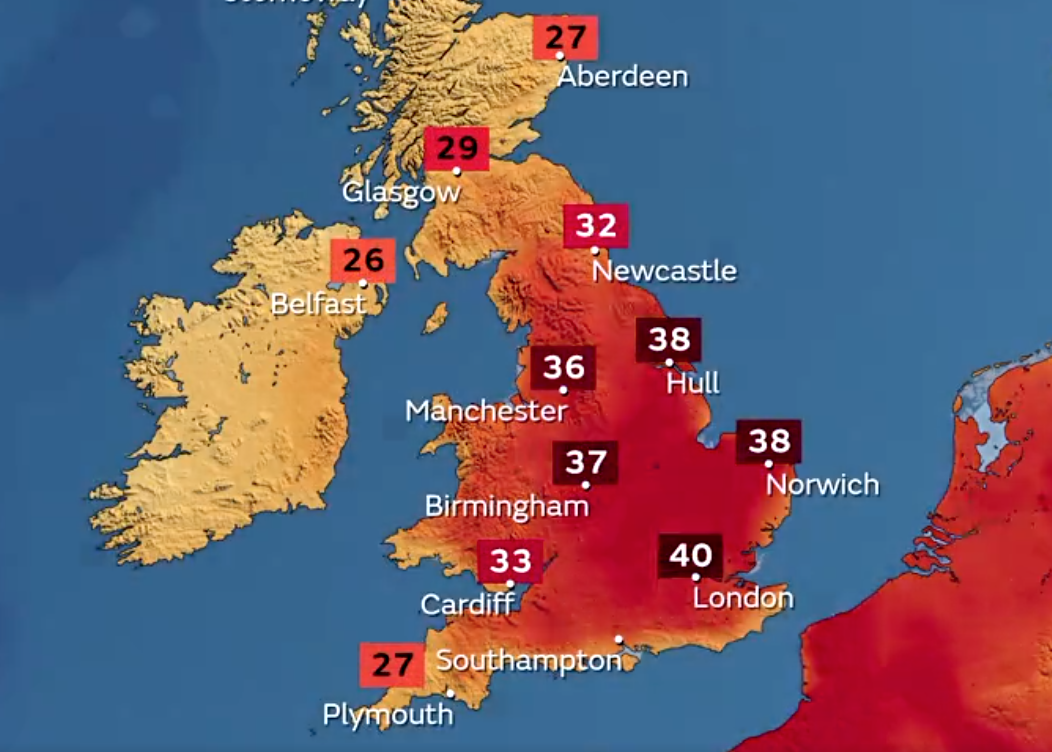 Stornoway
27
Aberdeen
29
Glasgow
32
Newcastle
26
Belfast
38
Hull
36
Manchester
38
Norwich
37
Birmingham
40
London
33
Cardiff
Southampton
27
Plymouth